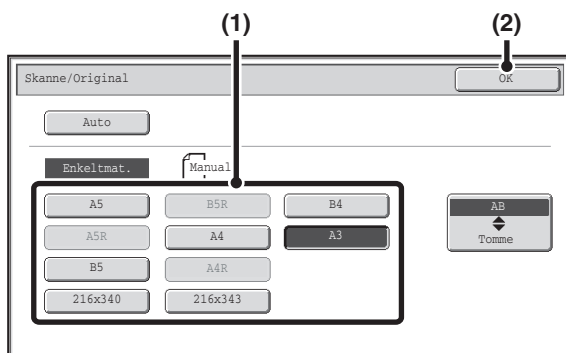 (1) (2)
Skanne/Original OK
Auto
Enkeltmat. Manual
A5 B5R B4 AB
A5R A4 A3 Tomme
B5 A4R
216x340 216x343